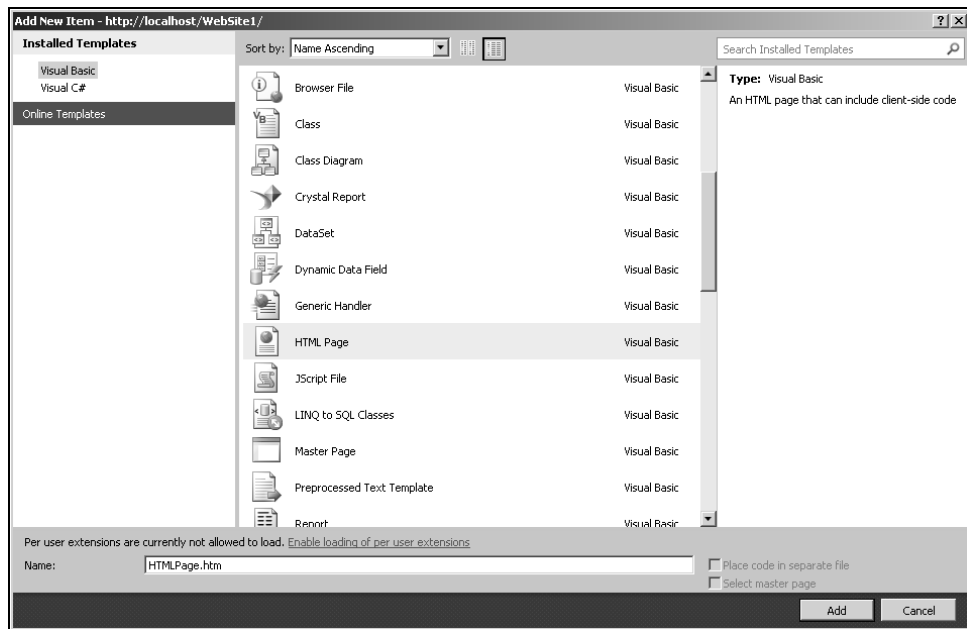 Add New Item - http://localhost/WebSite1/
Installed Templates
Visual Basic
Visual C#
Online Templates
Sort by: Name Ascending
Search Installed Templates
Browser File Visual Basic
Class Visual Basic
Class Diagram Visual Basic
Crystal Report Visual Basic
DataSet Visual Basic
Dynamic Data Field Visual Basic
Generic Handler Visual Basic
HTML Page Visual Basic
JScript File Visual Basic
LINQ to SQL Classes Visual Basic
Master Page Visual Basic
Preprocessed Text Template Visual Basic
Report Visual Basic
Type: Visual Basic
An HTML page that can include client-side code
Per user extensions are currently not allowed to load. Enable loading of per user extensions
Name: HTMLPage.htm
Place code in separate file
Select master page
Add Cancel